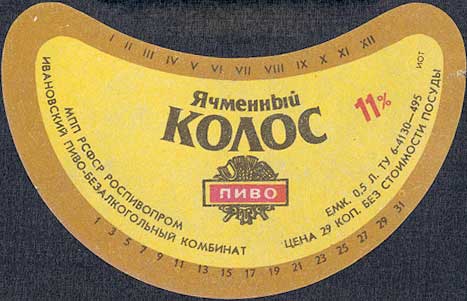 I II III IV V VI VII VIII IX X XI XII
Ячменный
КОЛОС
11%
ПИВО
МПП РСФСР РОСПИВОПРОМ
ИВАНОВСКИЙ ПИВО-БЕЗАЛКОГОЛЬНЫЙ КОМБИНАТ
ЕМК. 0,5 Л. ТУ 6-4130—495
ЦЕНА 29 КОП. БЕЗ СТОИМОСТИ ПОСУДЫ
ИОТ
1 3 5 7 9 11 13 15 17 19 21 23 25 27 29 31